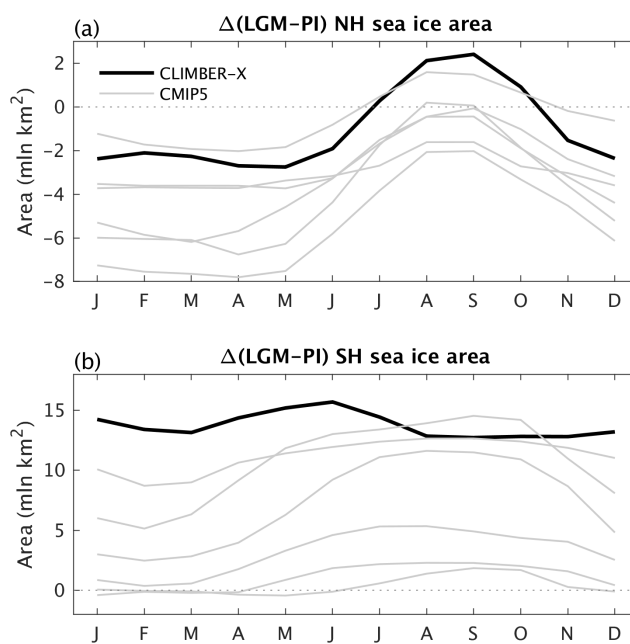 (a)
Δ(LGM−PI) NH sea ice area
CLIMBER−X
CMIP5
2
0
−2
−4
−6
−8
Area (mln km²)
J F M A M J J A S O N D
(b)
Δ(LGM−PI) SH sea ice area
15
10
5
0
Area (mln km²)
J F M A M J J A S O N D